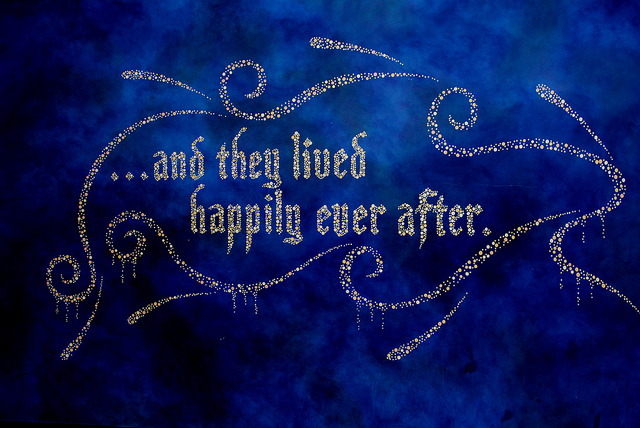 ...and they lived
happily ever after.